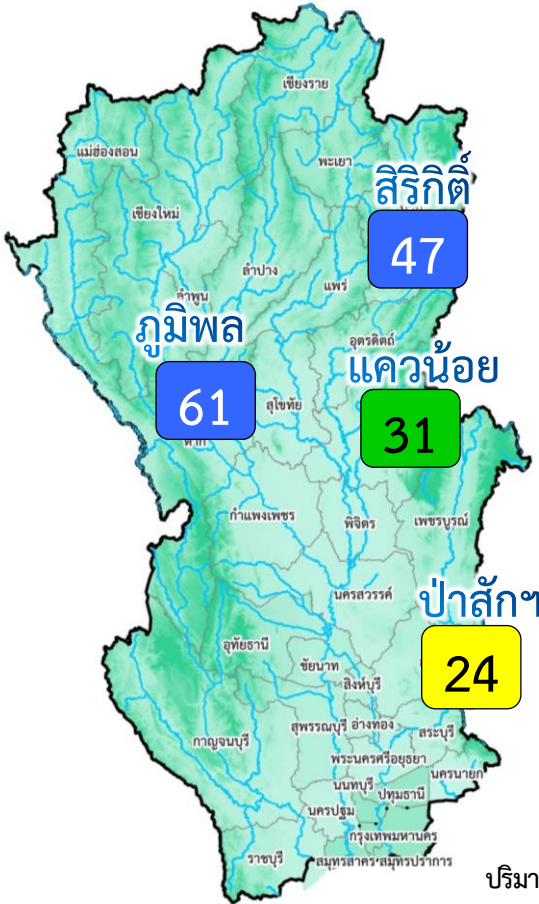 เชียงราย
แม่ฮ่องสอน
พะเยา
สิริกิติ์
เชียงใหม่
47
ลำปาง
แพร่
ลำพูน
ภูมิพล
อุตรดิตถ์
แควน้อย
61
สุโขทัย
31
ตาก
กำแพงเพชร
พิจิตร
เพชรบูรณ์
นครสวรรค์
ป่าสักฯ
อุทัยธานี
ชัยนาท
24
สิงห์บุรี
สุพรรณบุรี อ่างทอง
สระบุรี
กาญจนบุรี
พระนครศรีอยุธยา
นครนายก
นนทบุรี
ปทุมธานี
นครปฐม
กรุงเทพมหานคร
ราชบุรี
สมุทรสาคร
สมุทรปราการ
ปริมา